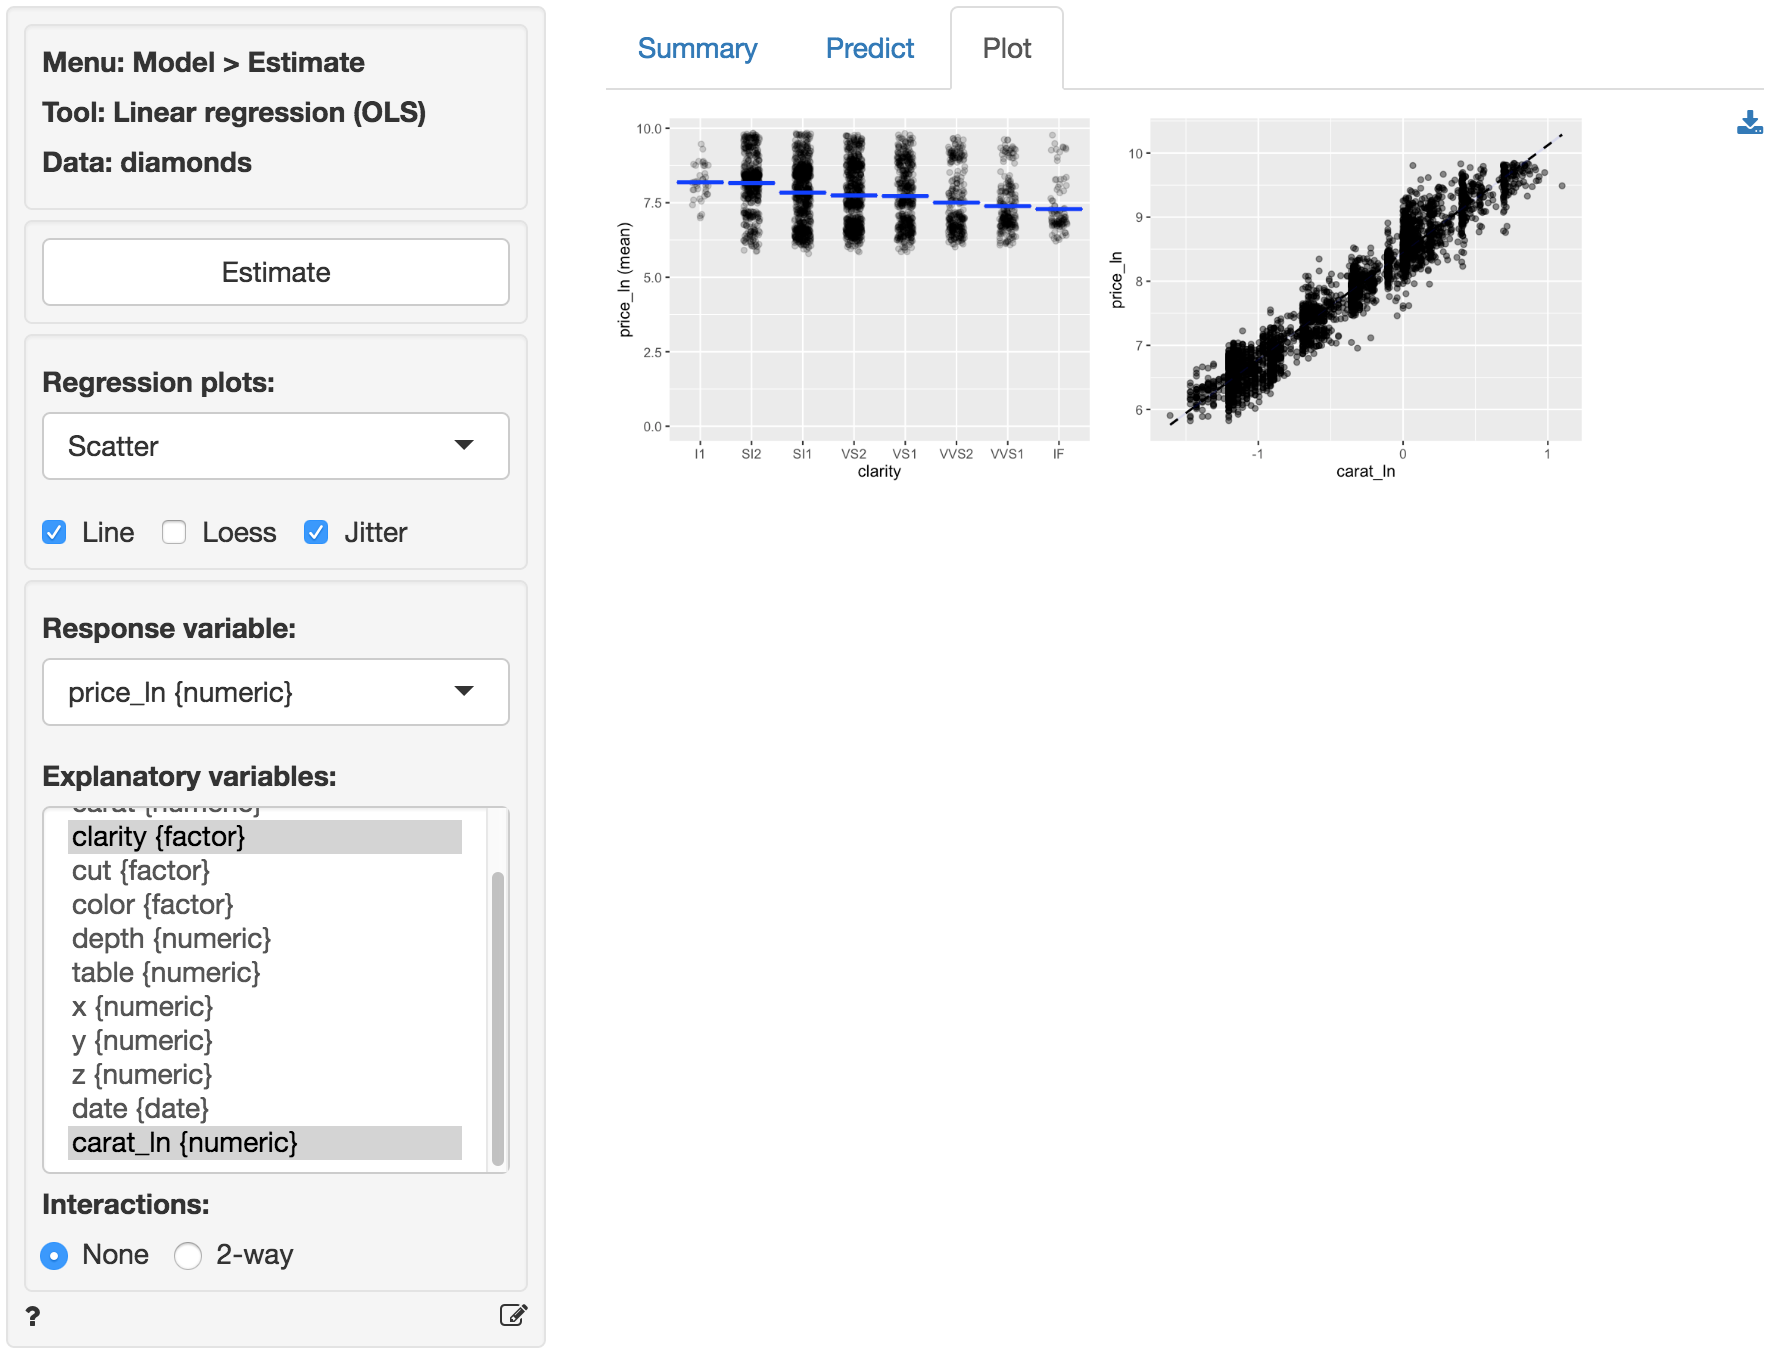 Menu: Model > Estimate
Tool: Linear regression (OLS)
Data: diamonds
Estimate
Regression plots:
Scatter
Line Loess Jitter
Response variable:
price_ln {numeric}
Explanatory variables:
carat {numeric}
clarity {factor}
cut {factor}
color {factor}
depth {numeric}
table {numeric}
x {numeric}
y {numeric}
z {numeric}
date {date}
carat_ln {numeric}
Interactions:
None 2-way
?
Summary Predict Plot
10.0
7.5
5.0
2.5
0.0
price_ln (mean)
I1 SI2 SI1 VS2 VS1 VVS2 VVS1 IF
clarity
10
9
8
7
6
price_ln
-1 0 1
carat_ln